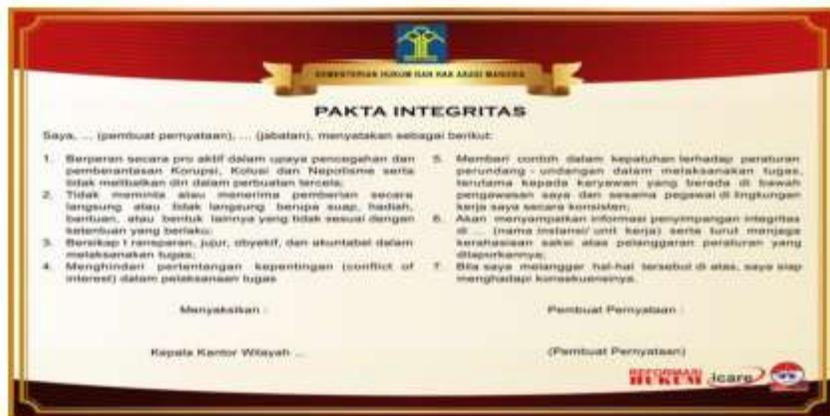 KEMENTERIAN HUKUM DAN HAK ASASI MANUSIA
PAKTA INTEGRITAS
Saya, ... (pembuat pernyataan), ... (jabatan), menyatakan sebagai berikut:
1. Berperan secara pro aktif dalam upaya pencegahan dan
pemberantasan Korupsi, Kolusi dan Nepotisme serta
tidak melibatkan diri dalam perbuatan tercela;
2. Tidak meminta atau menerima pemberian secara
langsung atau tidak langsung berupa suap, hadiah,
bantuan, atau bentuk lainnya yang tidak sesuai dengan
ketentuan yang berlaku;
3. Bersikap t ransparan, jujur, obyektif, dan akuntabel dalam
melaksanakan tugas;
4. Menghindari pertentangan kepentingan (conflict of
interest) dalam pelaksanaan tugas
5. Memberi contoh dalam kepatuhan terhadap peraturan
perundang - undangan dalam melaksanakan tugas,
terutama kepada karyawan yang berada di bawah
pengawasan saya dan sesama pegawai di lingkungan
kerja saya secara konsisten;
6. Akan menyampaikan informasi penyimpangan integritas
di ... (nama instansi/ unit kerja) serta turut menjaga
kerahasiaan saksi atas pelanggaran peraturan yang
dilaporkannya;
7. Bila saya melanggar hal-hal tersebut di atas, saya siap
menghadapi konsekuensinya.
Menyaksikan :
Pembuat Pernyataan :
Kepala Kantor Wilayah ...
(Pembuat Pernyataan)
REFORMASI
HUKUM
icare